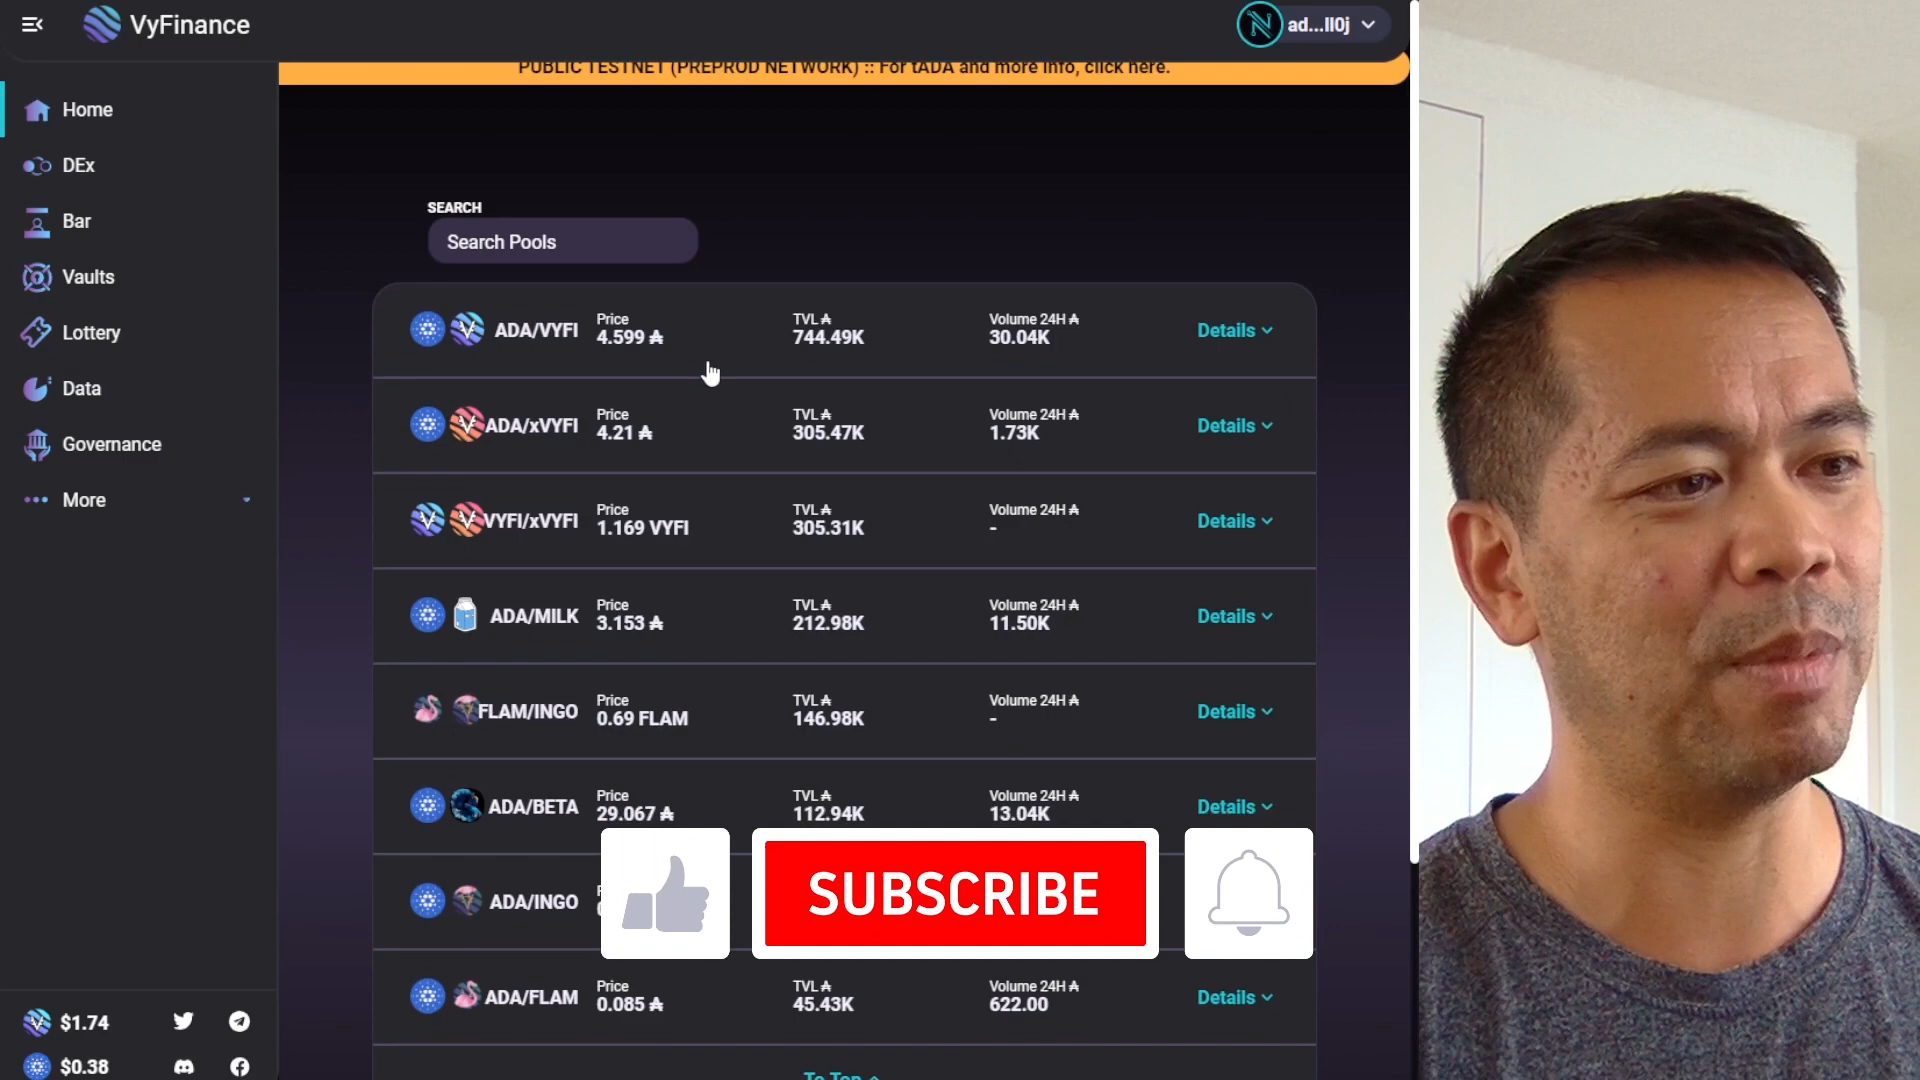 VyFinance
ad...ll0j
PUBLIC TESTNET (PREPROD NETWORK) :: For tADA and more info, click here.
Home
DEx
Bar
Vaults
Lottery
Data
Governance
More
$1.74
$0.38
SEARCH
Search Pools
ADA/VYFI Price 4.599 ₳ TVL ₳ 744.49K Volume 24H ₳ 30.04K Details
ADA/xVYFI Price 4.21 ₳ TVL ₳ 305.47K Volume 24H ₳ 1.73K Details
VYFI/xVYFI Price 1.169 VYFI TVL ₳ 305.31K Volume 24H ₳ - Details
ADA/MILK Price 3.153 ₳ TVL ₳ 212.98K Volume 24H ₳ 11.50K Details
FLAM/INGO Price 0.69 FLAM TVL ₳ 146.98K Volume 24H ₳ - Details
ADA/BETA Price 29.067 ₳ TVL ₳ 112.94K Volume 24H ₳ 13.04K Details
ADA/INGO
SUBSCRIBE
ADA/FLAM Price 0.085 ₳ TVL ₳ 45.43K Volume 24H ₳ 622.00 Details
To Top